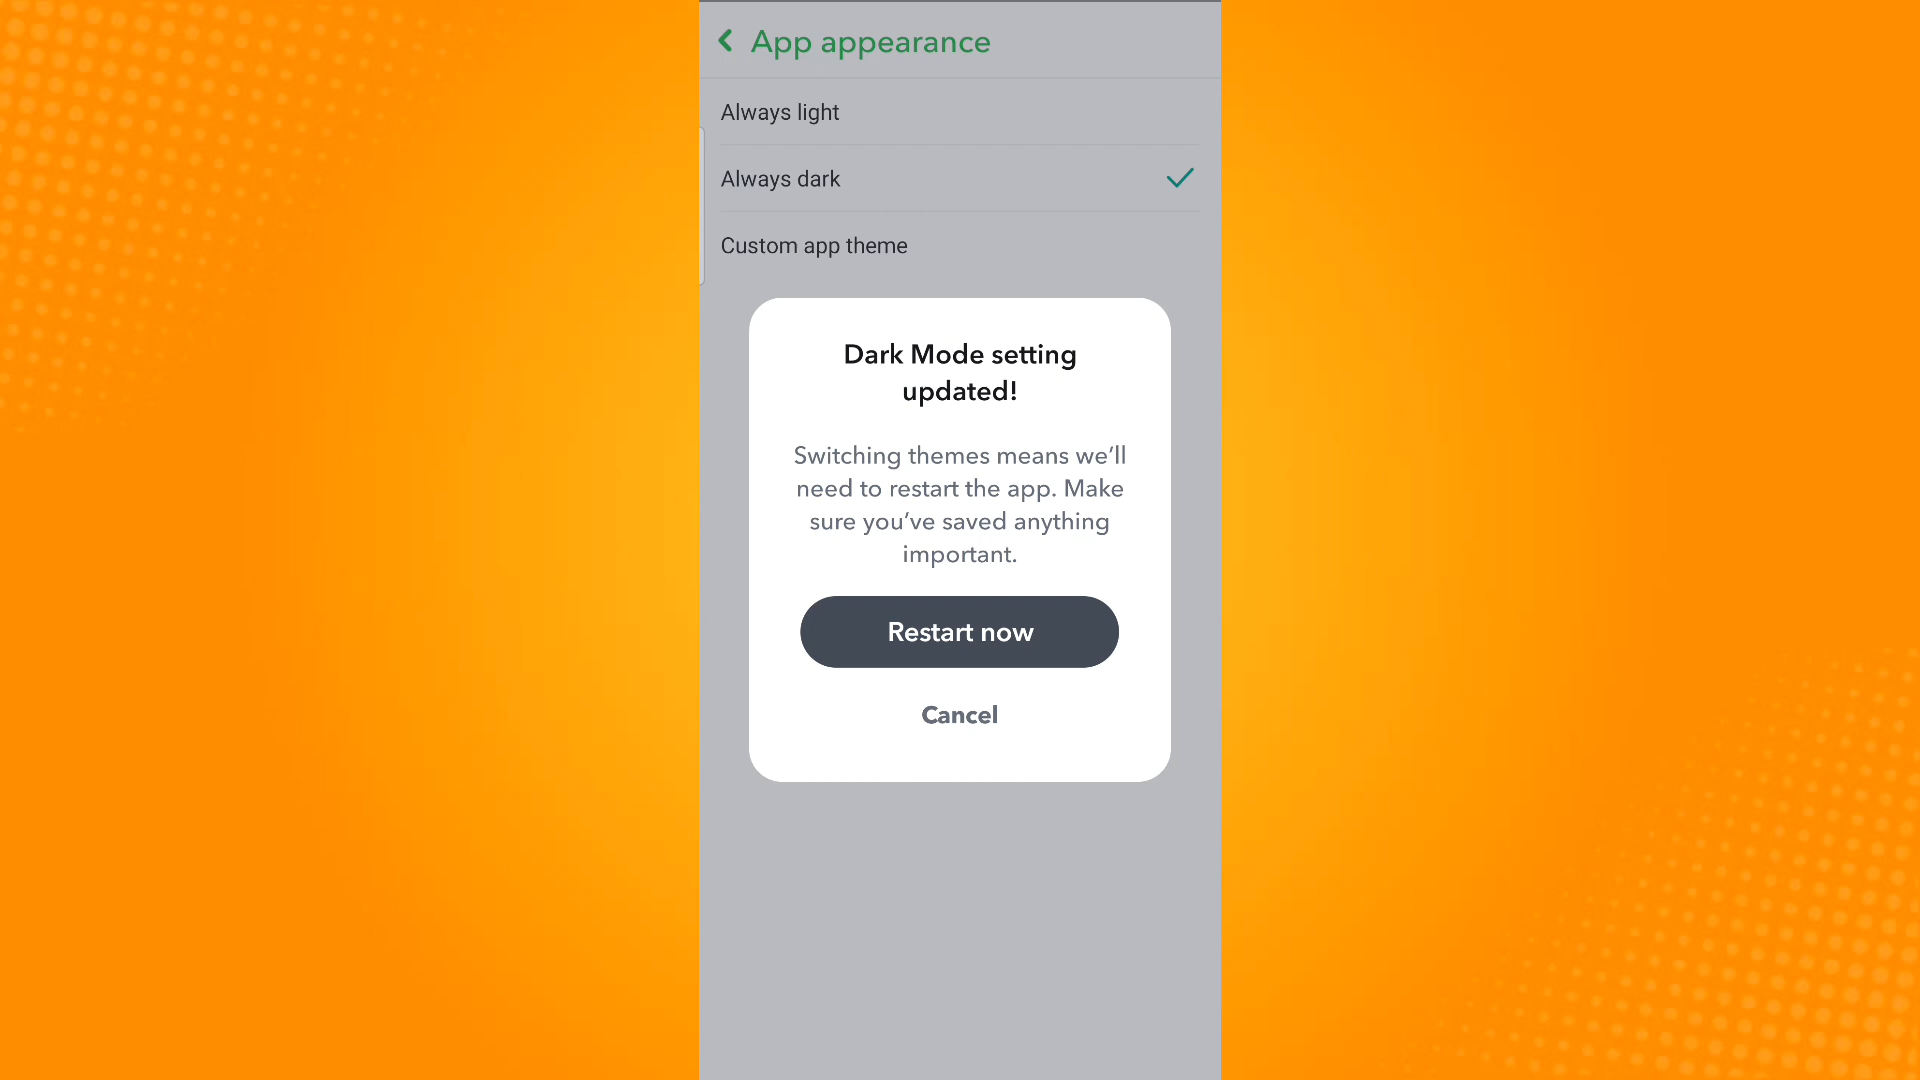 App appearance
Always light
Always dark
Custom app theme
Dark Mode setting
updated!
Switching themes means we’ll
need to restart the app. Make
sure you’ve saved anything
important.
Restart now
Cancel